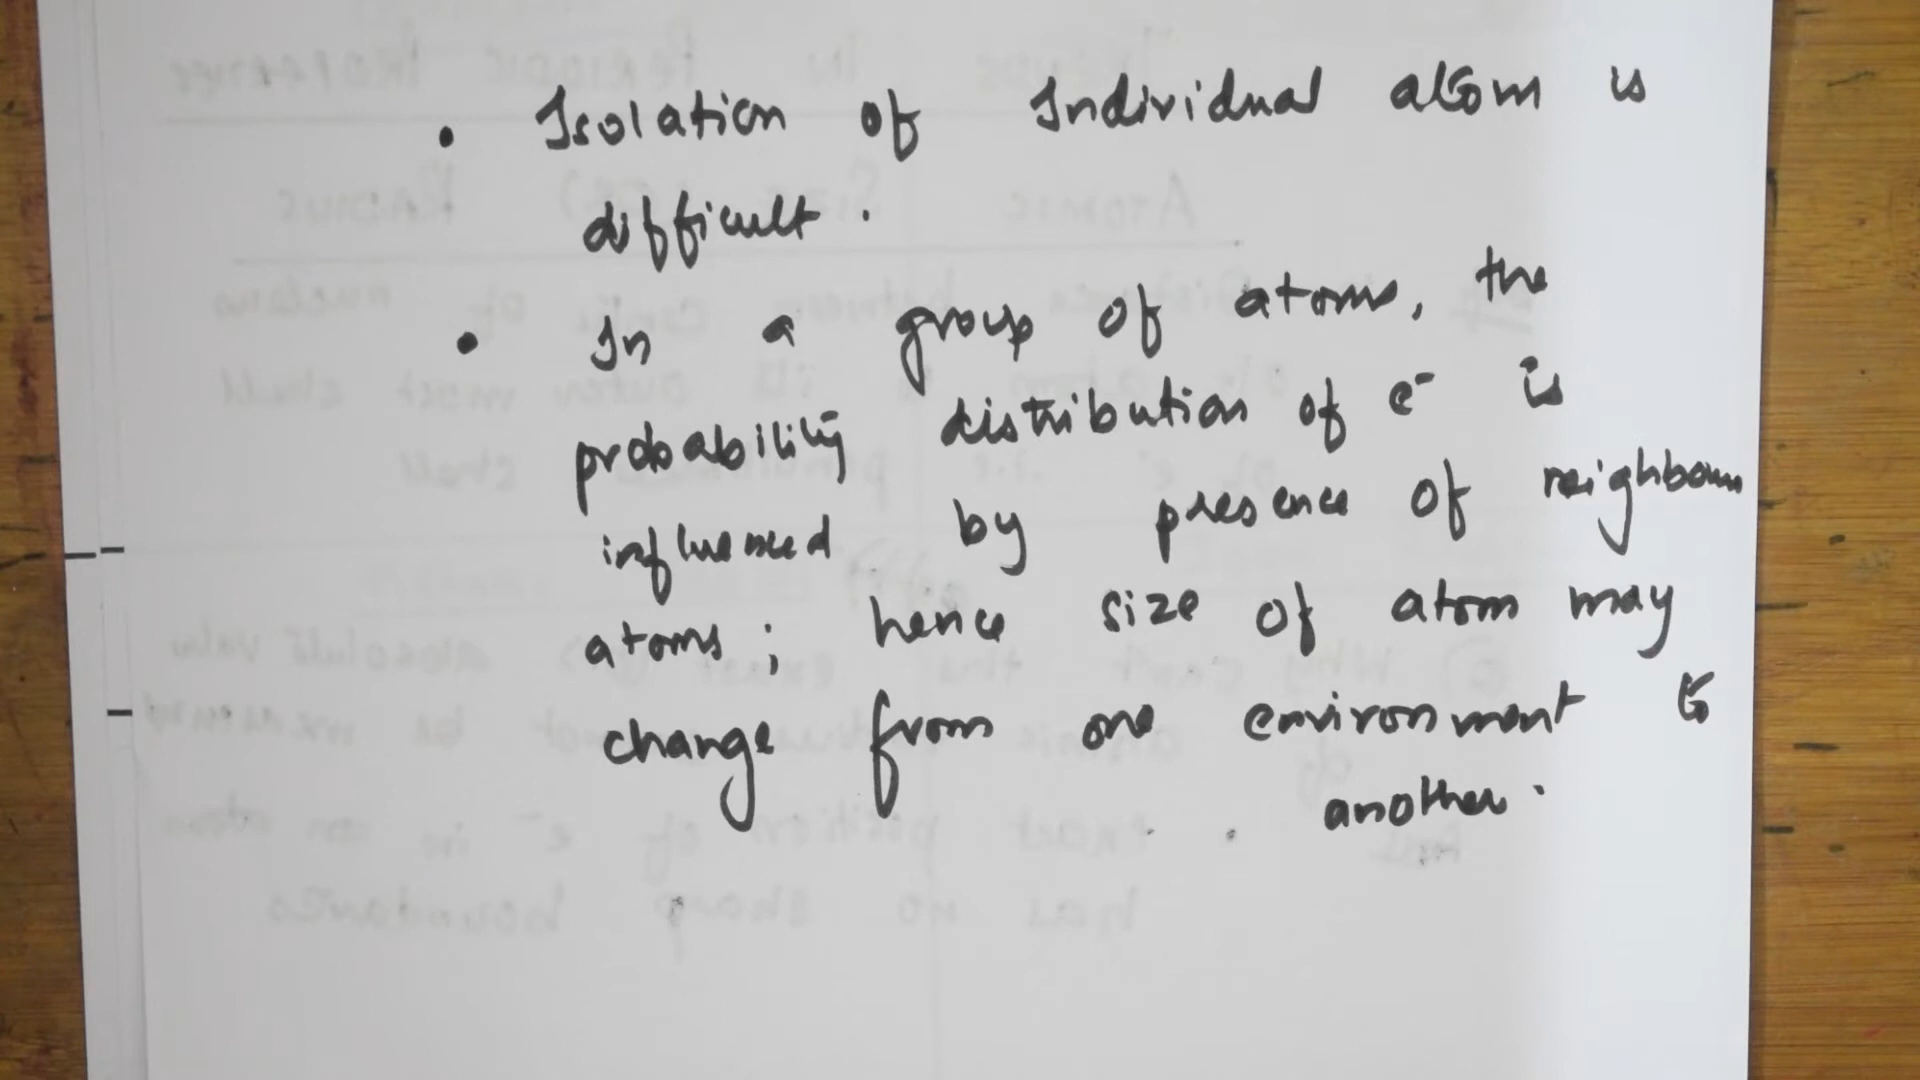 • Isolation of Individual atom is
difficult.
• In a group of atoms, the
probability distribution of e⁻ is
influenced by presence of neighbour
atoms; hence size of atom may
change from one environment to
another.